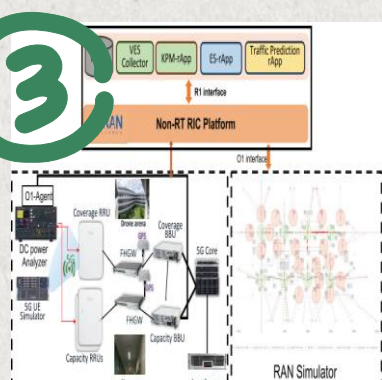 3
VES
Collector
KPM-rApp
ES-rApp
Traffic Prediction
rApp
R1 interface
RAN
Non-RT RIC Platform
O1 interface
O1-Agent
DC power
Analyzer
5G UE
Simulator
Coverage RRU
Capacity RRUs
Drone arena
GPS
FHGW
GPS
FHGW
Coverage
BBU
Capacity BBU
5G Core
RAN Simulator